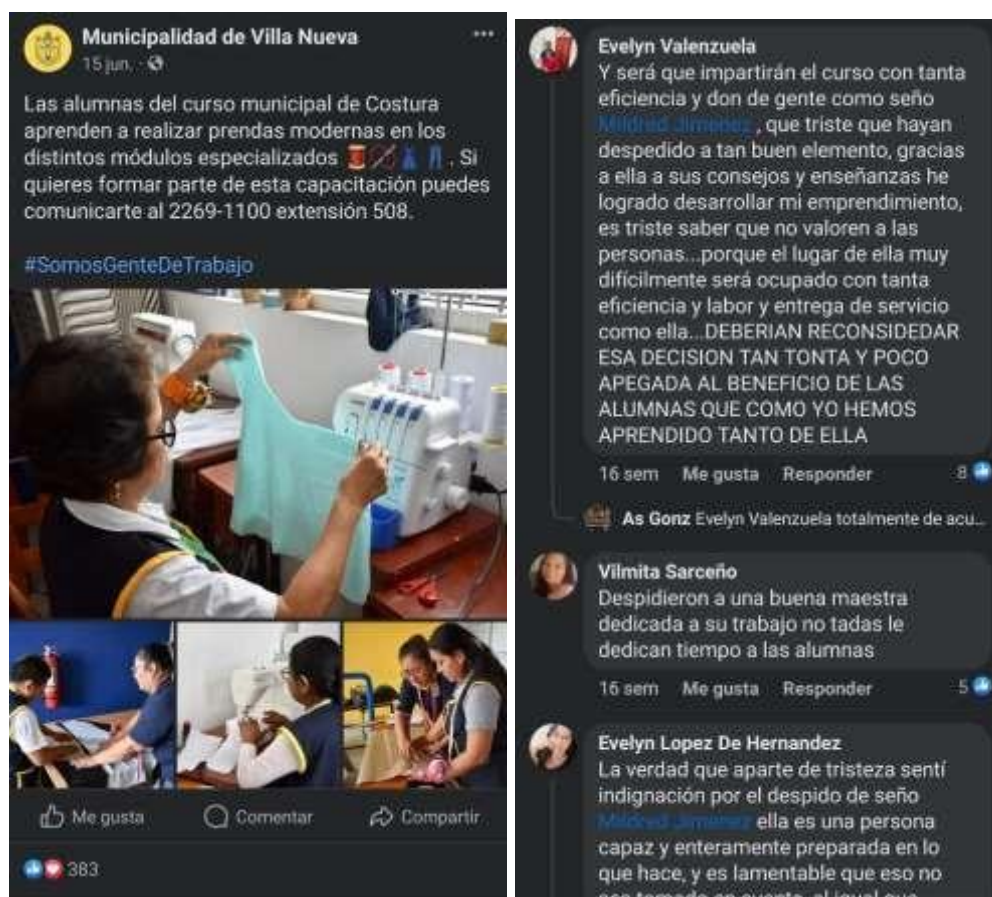 Municipalidad de Villa Nueva
15 jun. ·
Las alumnas del curso municipal de Costura
aprenden a realizar prendas modernas en los
distintos módulos especializados . Si
quieres formar parte de esta capacitación puedes
comunicarte al 2269-1100 extensión 508.
#SomosGenteDeTrabajo
Me gusta Comentar Compartir
383
Evelyn Valenzuela
Y será que impartirán el curso con tanta
eficiencia y don de gente como seño
Mildred Jimenez , que triste que hayan
despedido a tan buen elemento, gracias
a ella a sus consejos y enseñanzas he
logrado desarrollar mi emprendimiento,
es triste saber que no valoren a las
personas...porque el lugar de ella muy
difícilmente será ocupado con tanta
eficiencia y labor y entrega de servicio
como ella...DEBERIAN RECONSIDEDAR
ESA DECISION TAN TONTA Y POCO
APEGADA AL BENEFICIO DE LAS
ALUMNAS QUE COMO YO HEMOS
APRENDIDO TANTO DE ELLA
16 sem Me gusta Responder 8
As Gonz Evelyn Valenzuela totalmente de acu...
Vilmita Sarceño
Despidieron a una buena maestra
dedicada a su trabajo no tadas le
dedican tiempo a las alumnas
16 sem Me gusta Responder 5
Evelyn Lopez De Hernandez
La verdad que aparte de tristeza sentí
indignación por el despido de seño
Mildred Jimenez ella es una persona
capaz y enteramente preparada en lo
que hace, y es lamentable que eso no